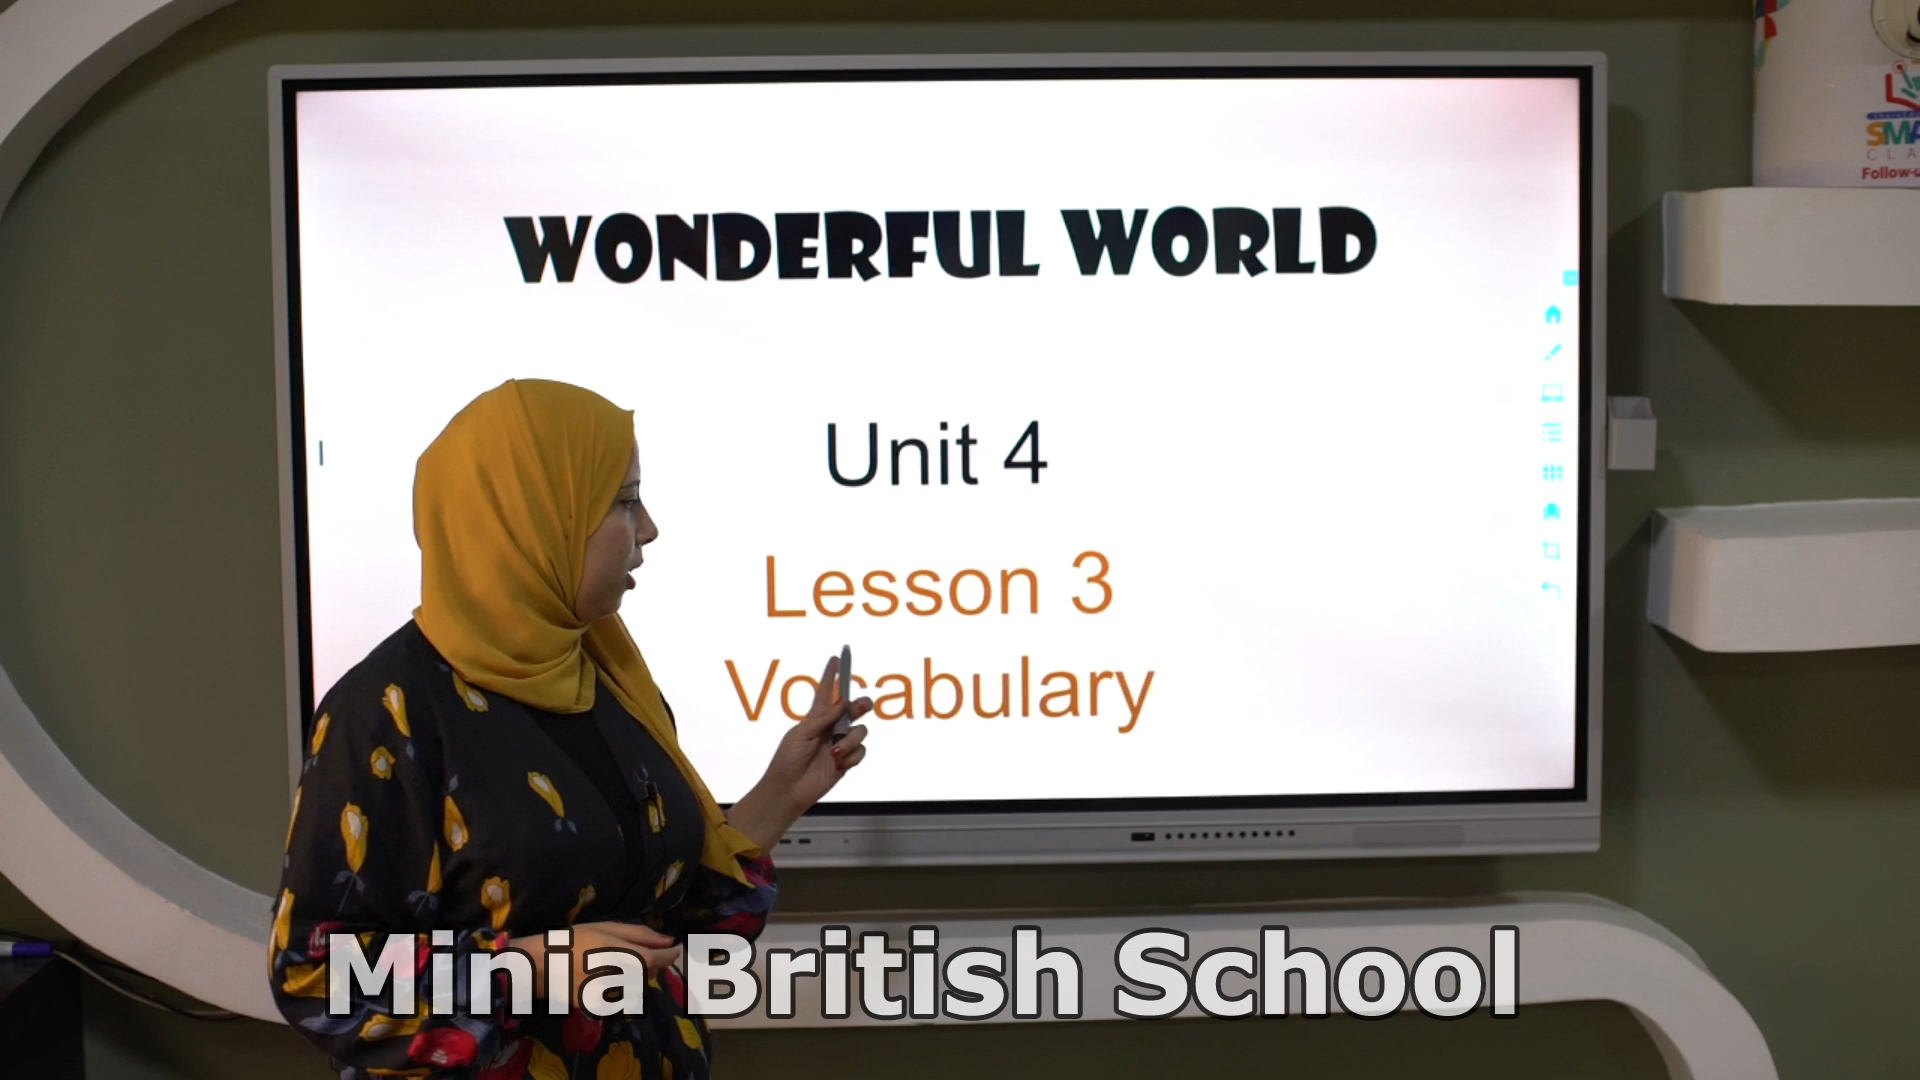 WONDERFUL WORLD
Unit 4
Lesson 3
Vocabulary
Minia British School